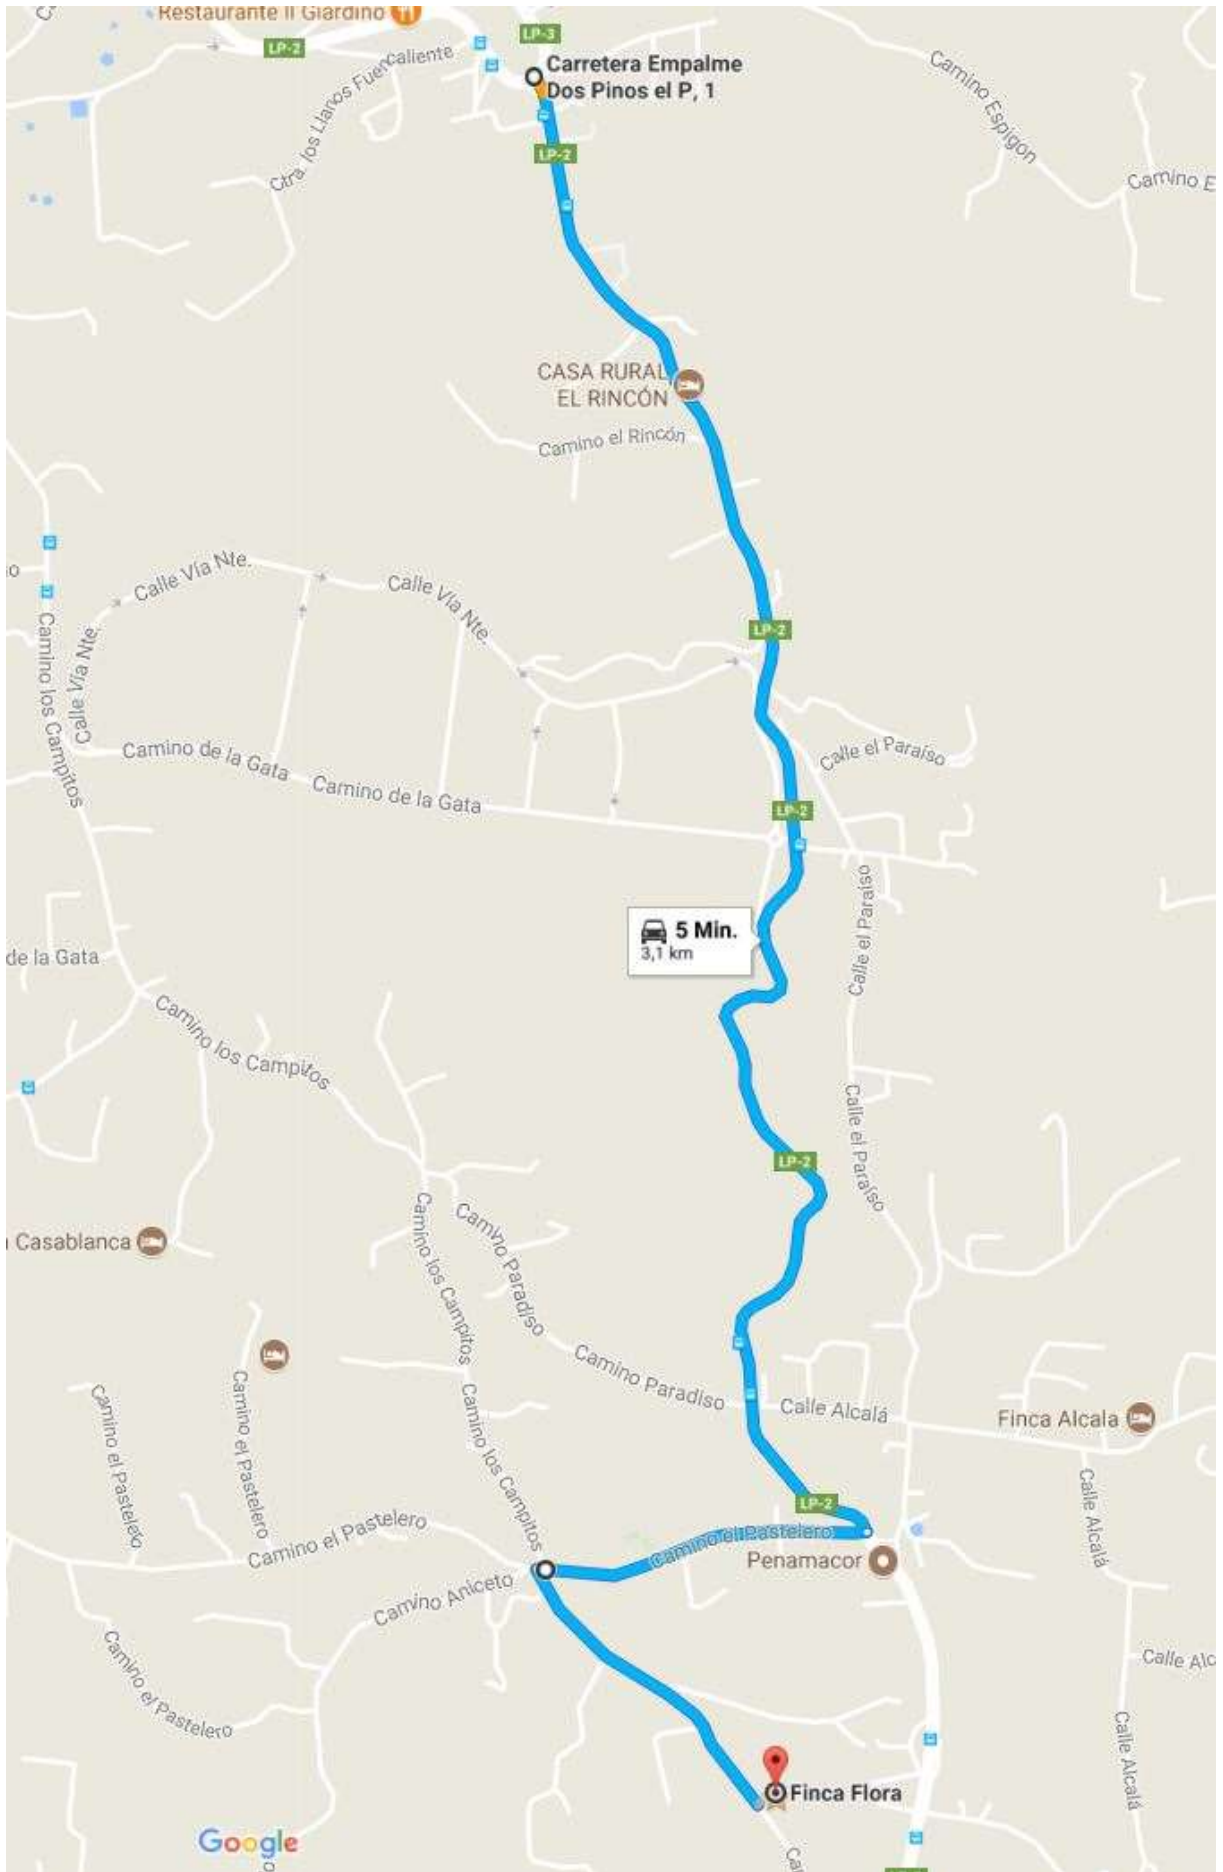 Restaurante II Giardino
LP-2
LP-3
Ctra. los Llanos Fuencaliente
Carretera Empalme
Dos Pinos el P, 1
LP-2
Camino Espigón
Camino E
CASA RURAL
EL RINCÓN
Camino el Rincón
Calle Vía Nte.
Calle Vía Nte.
Calle Vía Nte.
Camino los Campitos
LP-2
Camino de la Gata
Camino de la Gata
Calle el Paraíso
LP-2
Calle el Paraíso
5 Min.
3,1 km
de la Gata
Camino los Campitos
Calle el Paraíso
LP-2
Casablanca
Camino los Campitos
Camino Paradiso
Camino Paradiso
Calle Alcalá
Finca Alcala
Camino el Pastelero
Camino el Pastelero
Camino los Campitos
Calle Alcalá
LP-2
Camino el Pastelero
Camino el Pastelero
Penamacor
Camino Aniceto
Camino el Pastelero
Calle Alc
Calle Alcalá
Finca Flora
Google
Ca